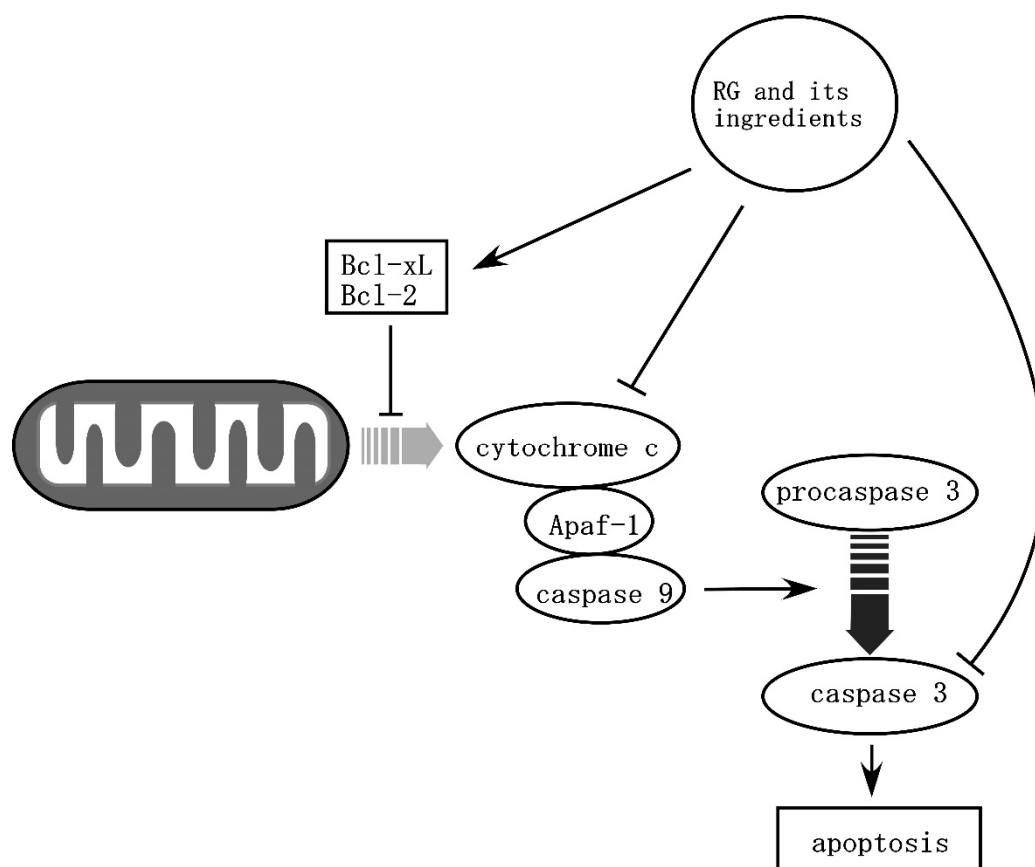 RG and its
ingredients
Bcl-xL
Bcl-2
cytochrome c
procaspase 3
Apaf-1
caspase 9
caspase 3
apoptosis